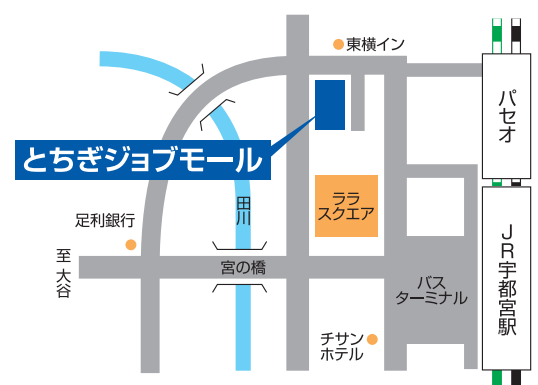 東横イン
パセオ
とちぎジョブモール
ララ
スクエア
田川
足利銀行
至 大谷
宮の橋
バス
ターミナル
JR宇都宮駅
チサン
ホテル